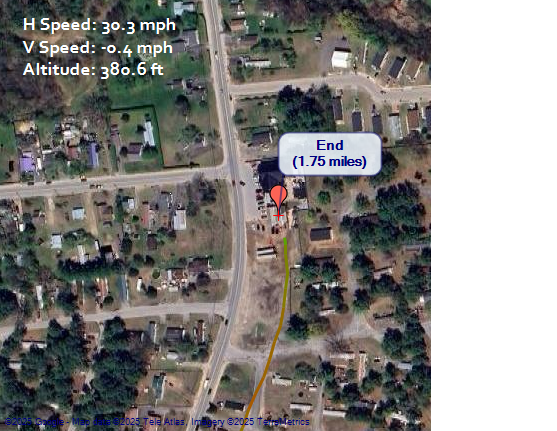 H Speed: 30.3 mph
V Speed: -0.4 mph
Altitude: 380.6 ft
End
(1.75 miles)
©2025 Google - Map data ©2025 Tele Atlas, Imagery ©2025 TerraMetrics